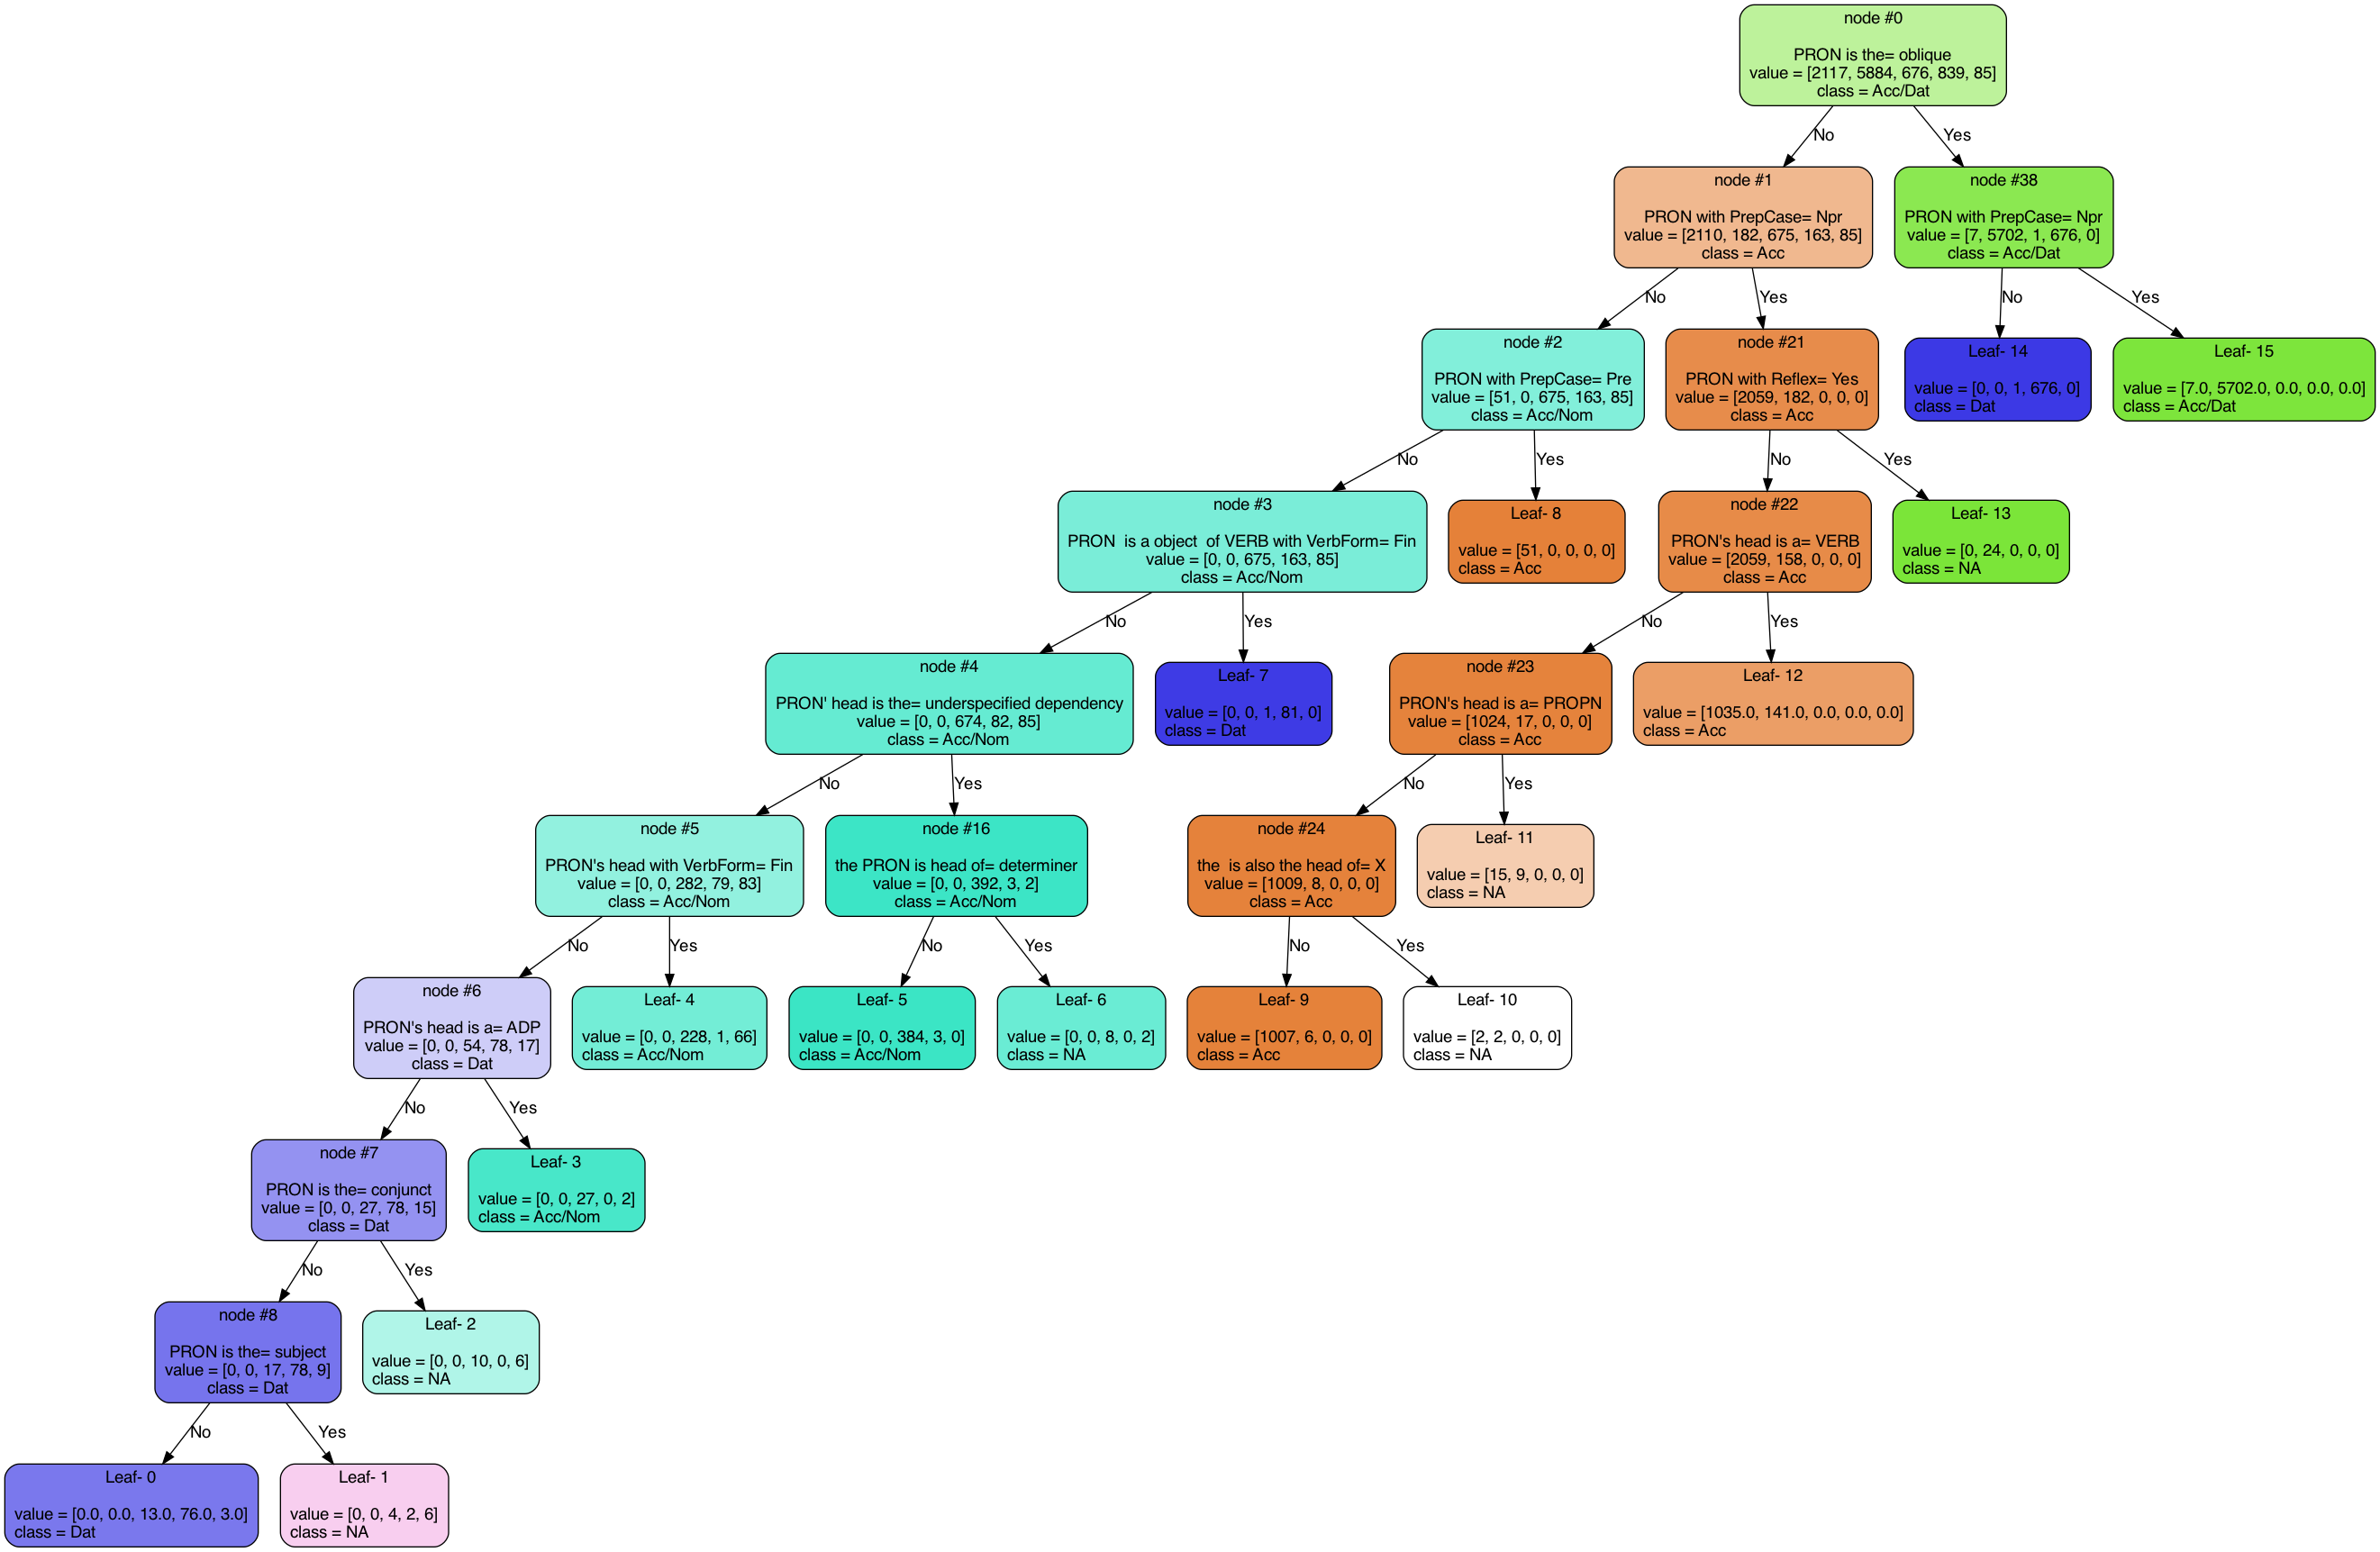 node #0
PRON is the= oblique
value = [2117, 5884, 676, 839, 85]
class = Acc/Dat
No
Yes
node #1
PRON with PrepCase= Npr
value = [2110, 182, 675, 163, 85]
class = Acc
node #38
PRON with PrepCase= Npr
value = [7, 5702, 1, 676, 0]
class = Acc/Dat
No
Yes
No
Yes
node #2
PRON with PrepCase= Pre
value = [51, 0, 675, 163, 85]
class = Acc/Nom
node #21
PRON with Reflex= Yes
value = [2059, 182, 0, 0, 0]
class = Acc
Leaf- 14
value = [0, 0, 1, 676, 0]
class = Dat
Leaf- 15
value = [7.0, 5702.0, 0.0, 0.0, 0.0]
class = Acc/Dat
No
Yes
No
Yes
node #3
PRON  is a object  of VERB with VerbForm= Fin
value = [0, 0, 675, 163, 85]
class = Acc/Nom
Leaf- 8
value = [51, 0, 0, 0, 0]
class = Acc
node #22
PRON's head is a= VERB
value = [2059, 158, 0, 0, 0]
class = Acc
Leaf- 13
value = [0, 24, 0, 0, 0]
class = NA
No
Yes
No
Yes
node #4
PRON' head is the= underspecified dependency
value = [0, 0, 674, 82, 85]
class = Acc/Nom
Leaf- 7
value = [0, 0, 1, 81, 0]
class = Dat
node #23
PRON's head is a= PROPN
value = [1024, 17, 0, 0, 0]
class = Acc
Leaf- 12
value = [1035.0, 141.0, 0.0, 0.0, 0.0]
class = Acc
No
Yes
No
Yes
node #5
PRON's head with VerbForm= Fin
value = [0, 0, 282, 79, 83]
class = Acc/Nom
node #16
the PRON is head of= determiner
value = [0, 0, 392, 3, 2]
class = Acc/Nom
node #24
the  is also the head of= X
value = [1009, 8, 0, 0, 0]
class = Acc
Leaf- 11
value = [15, 9, 0, 0, 0]
class = NA
No
Yes
No
Yes
No
Yes
node #6
PRON's head is a= ADP
value = [0, 0, 54, 78, 17]
class = Dat
Leaf- 4
value = [0, 0, 228, 1, 66]
class = Acc/Nom
Leaf- 5
value = [0, 0, 384, 3, 0]
class = Acc/Nom
Leaf- 6
value = [0, 0, 8, 0, 2]
class = NA
Leaf- 9
value = [1007, 6, 0, 0, 0]
class = Acc
Leaf- 10
value = [2, 2, 0, 0, 0]
class = NA
No
Yes
node #7
PRON is the= conjunct
value = [0, 0, 27, 78, 15]
class = Dat
Leaf- 3
value = [0, 0, 27, 0, 2]
class = Acc/Nom
No
Yes
node #8
PRON is the= subject
value = [0, 0, 17, 78, 9]
class = Dat
Leaf- 2
value = [0, 0, 10, 0, 6]
class = NA
No
Yes
Leaf- 0
value = [0.0, 0.0, 13.0, 76.0, 3.0]
class = Dat
Leaf- 1
value = [0, 0, 4, 2, 6]
class = NA